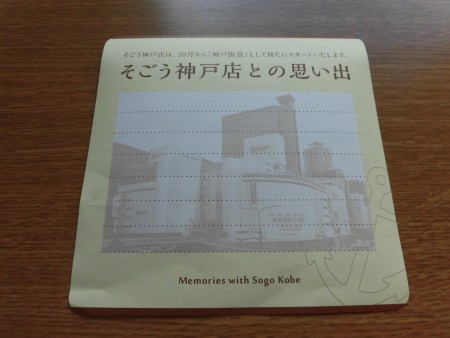 そごう神戸店は、10月から「神戸阪急」として新たにスタートいたします。
そごう神戸店との思い出
Memories with Sogo Kobe